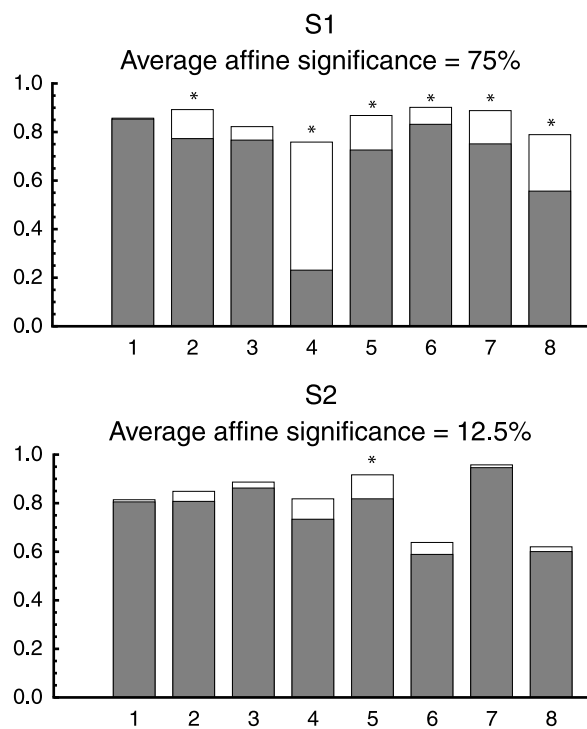 S1
Average affine significance = 75%
1.0
* * * * * *
0.8
0.6
0.4
0.2
0.0
1 2 3 4 5 6 7 8
S2
Average affine significance = 12.5%
1.0
*
0.8
0.6
0.4
0.2
0.0
1 2 3 4 5 6 7 8